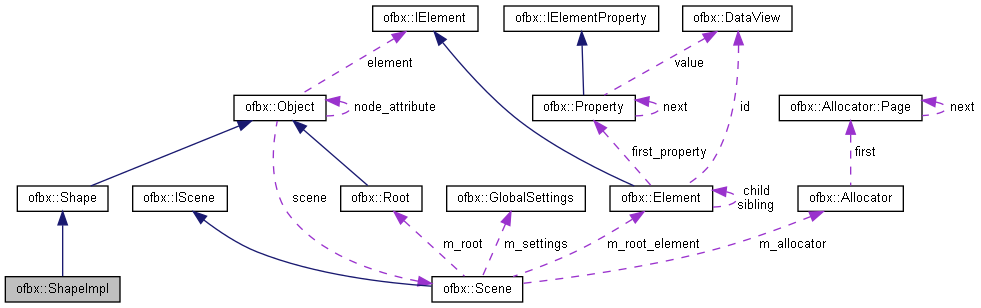 ofbx::IElement
ofbx::IElementProperty
ofbx::DataView
element
value
ofbx::Object
node_attribute
ofbx::Property
next
id
ofbx::Allocator::Page
next
first_property
first
ofbx::Shape
ofbx::IScene
scene
ofbx::Root
ofbx::GlobalSettings
ofbx::Element
child
sibling
ofbx::Allocator
m_root
m_settings
m_root_element
m_allocator
ofbx::ShapeImpl
ofbx::Scene